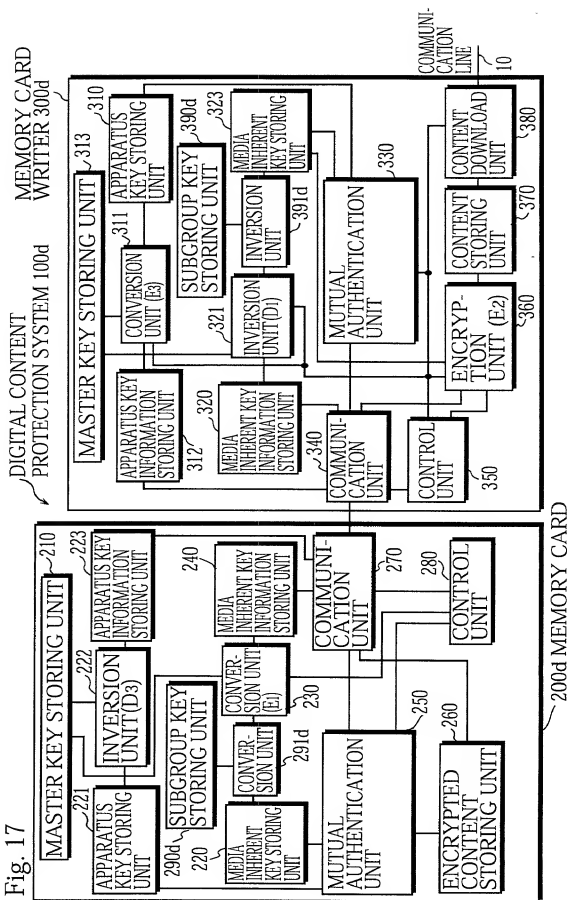 Fig. 17
DIGITAL CONTENT
PROTECTION SYSTEM 100d
200d MEMORY CARD
MASTER KEY STORING UNIT
210
221
APPARATUS
KEY STORING
UNIT
222
INVERSION
UNIT(D3)
223
APPARATUS KEY
INFORMATION
STORING UNIT
290d
SUBGROUP KEY
STORING UNIT
220
MEDIA
INHERENT
KEY STORING
UNIT
CONVER-
SION UNIT
291d
CONVER-
SION UNIT
(E1)
230
240
MEDIA
INHERENT KEY
INFORMATION
STORING UNIT
MUTUAL
AUTHENTICATION
UNIT
250
COMMUNI-
CATION
UNIT
270
ENCRYPTED
CONTENT
STORING UNIT
260
280
CONTROL
UNIT
MEMORY CARD
WRITER 300d
MASTER KEY STORING UNIT
313
APPARATUS KEY
INFORMATION
STORING UNIT
312
311
CONVERSION
UNIT (E3)
310
APPARATUS
KEY STORING
UNIT
SUBGROUP KEY
STORING UNIT
390d
320
MEDIA
INHERENT KEY
INFORMATION
STORING UNIT
321
INVERSION
UNIT(D1)
INVERSION
UNIT
391d
323
MEDIA
INHERENT
KEY STORING
UNIT
340
COMMUNI-
CATION
UNIT
MUTUAL
AUTHENTICATION
UNIT
330
CONTROL
UNIT
350
ENCRYP-
TION
UNIT (E2)
360
CONTENT
STORING
UNIT
370
CONTENT
DOWNLOAD
UNIT
380
COMMUNI-
CATION
LINE
10